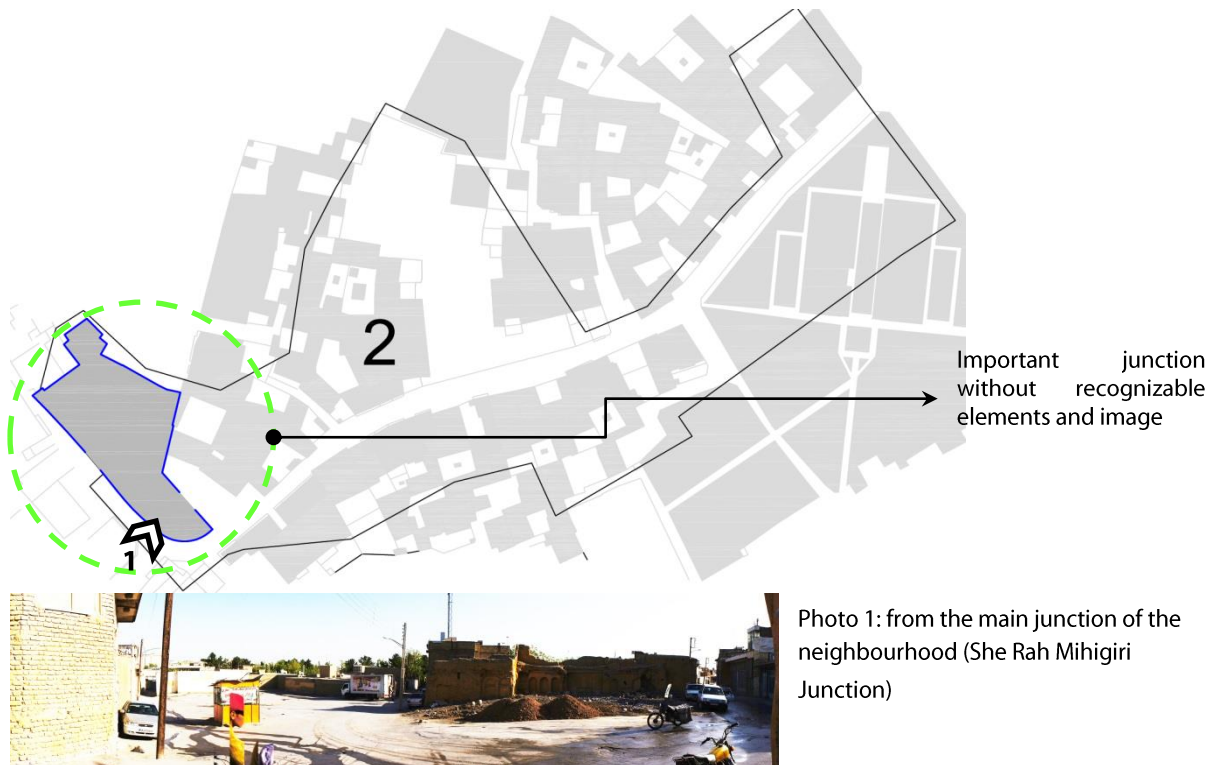 2
Important junction
without recognizable
elements and image
1
Photo 1: from the main junction of the
neighbourhood (She Rah Mihigiri
Junction)